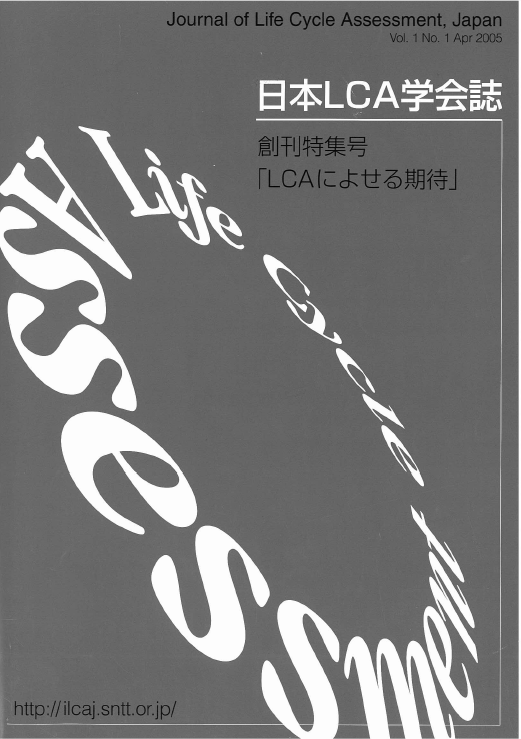 Journal of Life Cycle Assessment, Japan
Vol. 1 No. 1 Apr 2005
日本LCA学会誌
創刊特集号
「LCAによせる期待」
Life Cycle Assessment
http://ilcaj.sntt.or.jp/